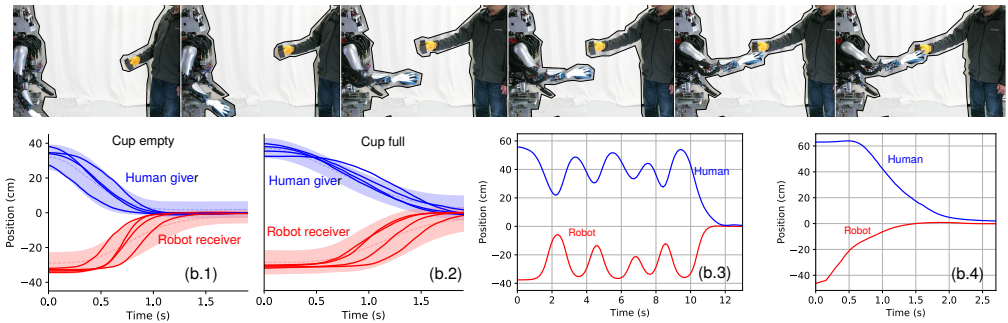 Cup empty
Human giver
Robot receiver
(b.1)
Position (cm)
40
20
0
−20
−40
0.0 0.5 1.0 1.5
Time (s)
Cup full
Human giver
Robot receiver
(b.2)
0.0 0.5 1.0 1.5
Time (s)
Human
Robot
(b.3)
Position (cm)
60
40
20
0
−20
−40
0 2 4 6 8 10 12
Time (s)
Human
Robot
(b.4)
Position (cm)
60
40
20
0
−20
−40
0.0 0.5 1.0 1.5 2.0 2.5
Time (s)